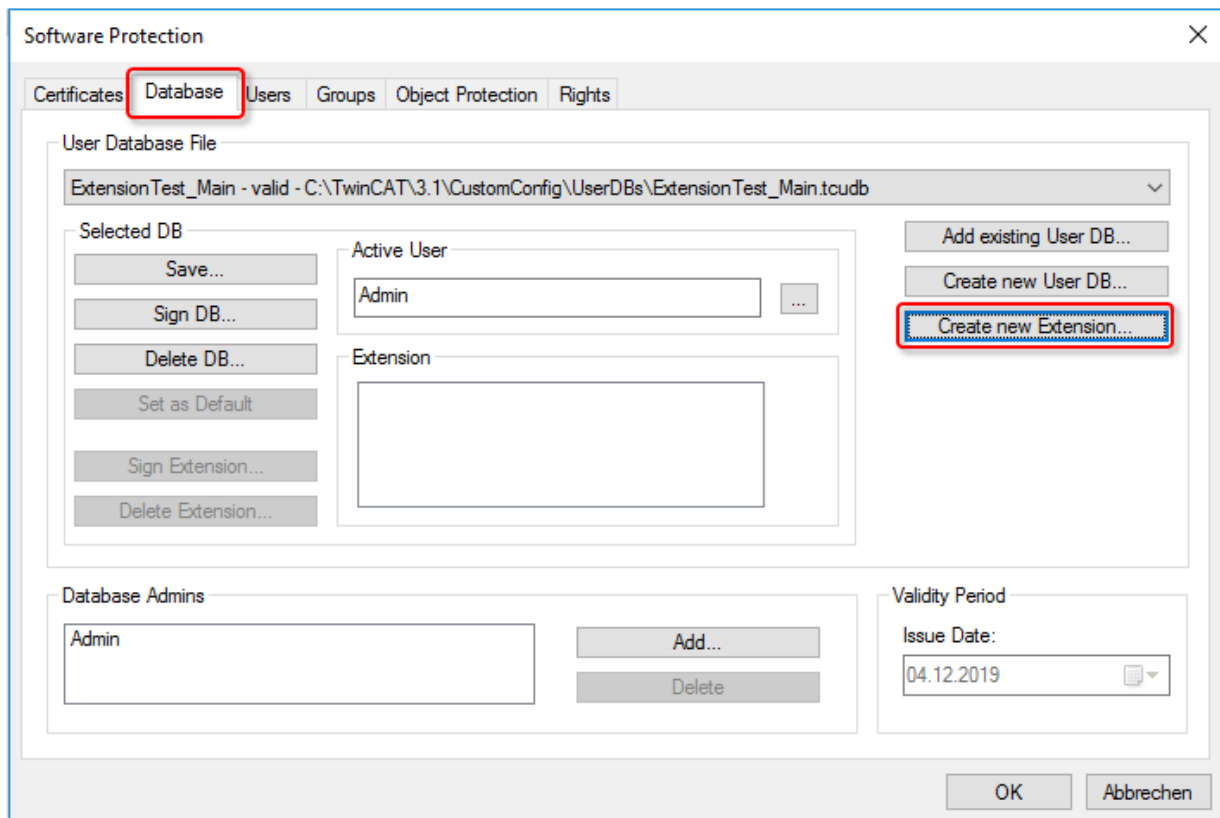 Software Protection
Certificates Database Users Groups Object Protection Rights
User Database File
ExtensionTest_Main - valid - C:\TwinCAT\3.1\CustomConfig\UserDBs\ExtensionTest_Main.tcudb
Selected DB
Save...
Sign DB...
Delete DB...
Set as Default
Sign Extension...
Delete Extension...
Active User
Admin
...
Extension
Add existing User DB...
Create new User DB...
Create new Extension...
Database Admins
Admin
Add...
Delete
Validity Period
Issue Date:
04.12.2019
OK Abbrechen